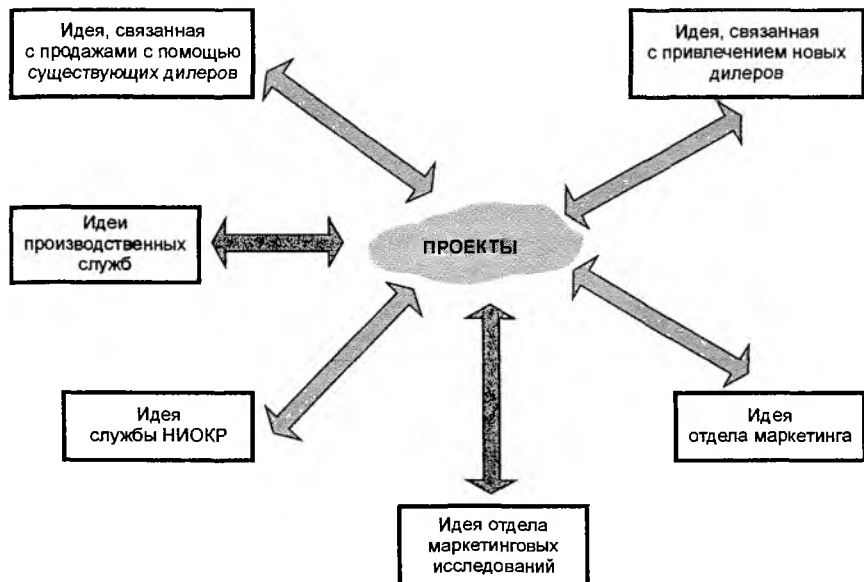 Идея, связанная
с продажами с помощью
существующих дилеров
Идея, связанная
с привлечением новых
дилеров
Идеи
производственных
служб
ПРОЕКТЫ
Идея
службы НИОКР
Идея
отдела маркетинга
Идея отдела
маркетинговых
исследований